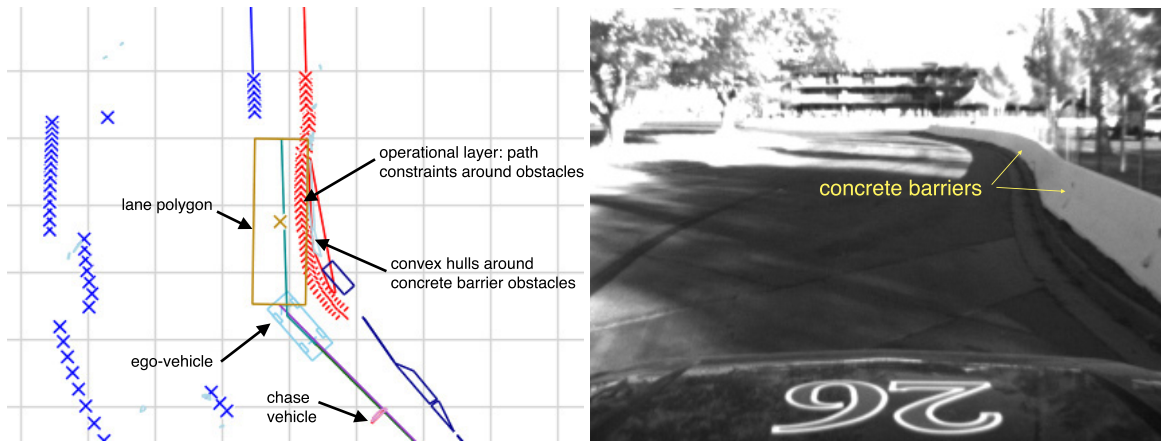 operational layer: path
constraints around obstacles
lane polygon
convex hulls around
concrete barrier obstacles
ego-vehicle
chase
vehicle
concrete barriers
26